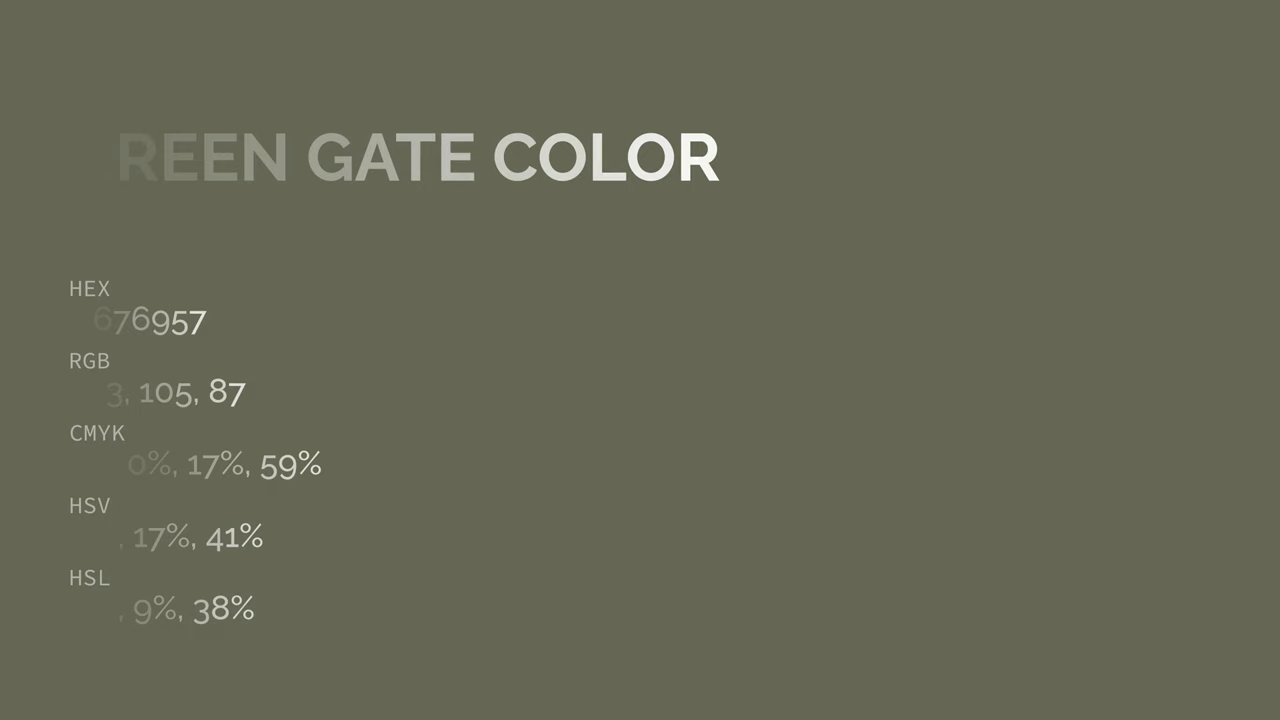 REEN GATE COLOR
HEX
676957
RGB
3, 105, 87
CMYK
0%, 17%, 59%
HSV
, 17%, 41%
HSL
, 9%, 38%